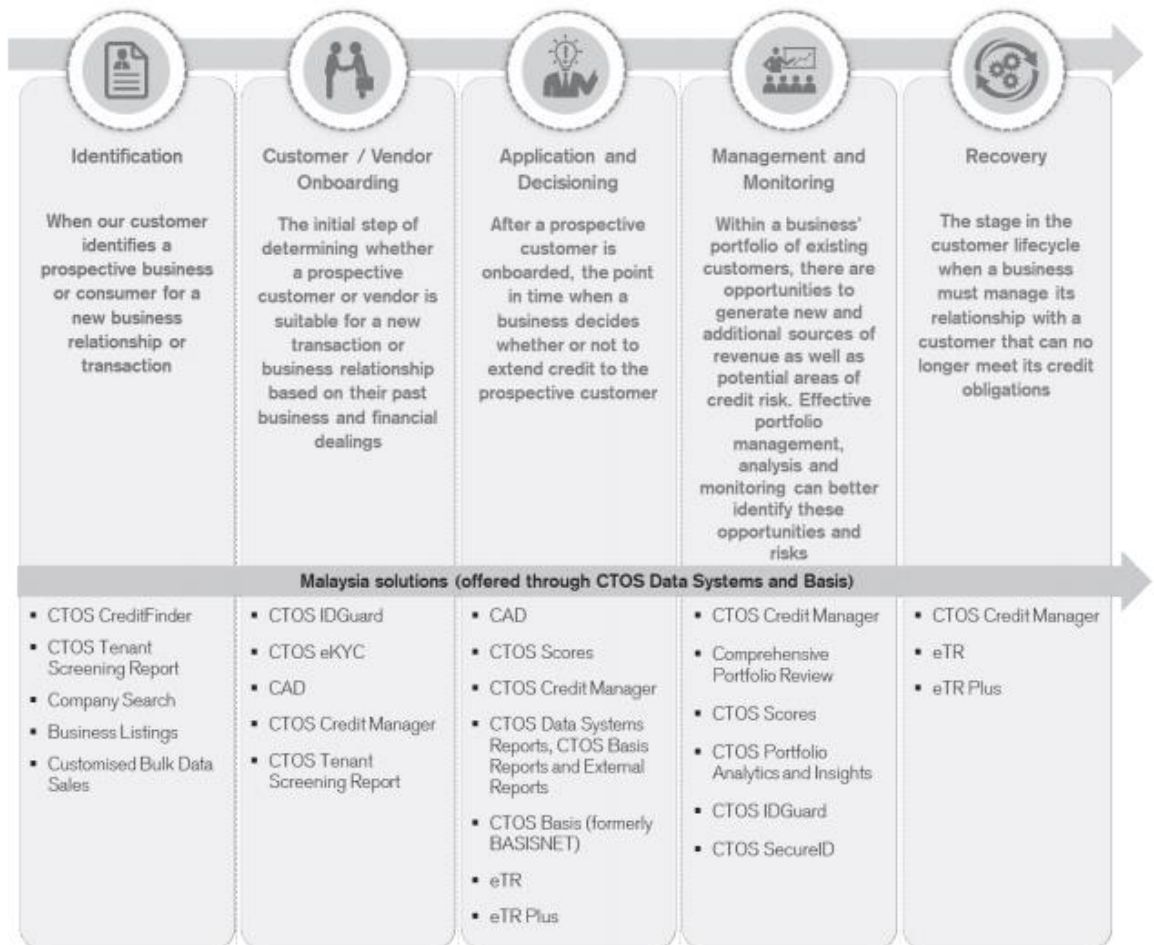 Identification
When our customer
identifies a
prospective business
or consumer for a
new business
relationship or
transaction
Customer / Vendor
Onboarding
The initial step of
determining whether
a prospective
customer or vendor is
suitable for a new
transaction or
business relationship
based on their past
business and financial
dealings
Application and
Decisioning
After a prospective
customer is
onboarded, the point
in time when a
business decides
whether or not to
extend credit to the
prospective customer
Management and
Monitoring
Within a business'
portfolio of existing
customers, there are
opportunities to
generate new and
additional sources of
revenue as well as
potential areas of
credit risk. Effective
portfolio
management,
analysis and
monitoring can better
identify these
opportunities and
risks
Recovery
The stage in the
customer lifecycle
when a business
must manage its
relationship with a
customer that can no
longer meet its credit
obligations
Malaysia solutions (offered through CTOS Data Systems and Basis)
▪ CTOS CreditFinder
▪ CTOS Tenant
Screening Report
▪ Company Search
▪ Business Listings
▪ Customised Bulk Data
Sales
▪ CTOS IDGuard
▪ CTOS eKYC
▪ CAD
▪ CTOS Credit Manager
▪ CTOS Tenant
Screening Report
▪ CAD
▪ CTOS Scores
▪ CTOS Credit Manager
▪ CTOS Data Systems
Reports, CTOS Basis
Reports and External
Reports
▪ CTOS Basis (formerly
BASISNET)
▪ eTR
▪ eTR Plus
▪ CTOS Credit Manager
▪ Comprehensive
Portfolio Review
▪ CTOS Scores
▪ CTOS Portfolio
Analytics and Insights
▪ CTOS IDGuard
▪ CTOS SecureID
▪ CTOS Credit Manager
▪ eTR
▪ eTR Plus